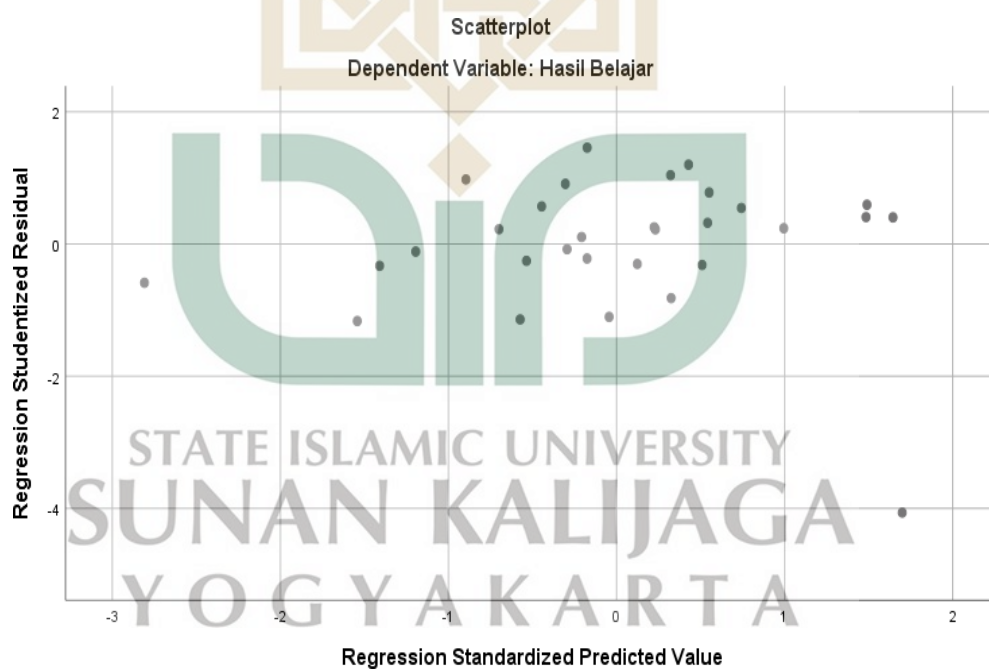 Scatterplot
Dependent Variable: Hasil Belajar
Regression Studentized Residual
2
0
-2
-4
STATE ISLAMIC UNIVERSITY
SUNAN KALIJAGA
YOGYAKARTA
-3 -2 -1 0 1 2
Regression Standardized Predicted Value